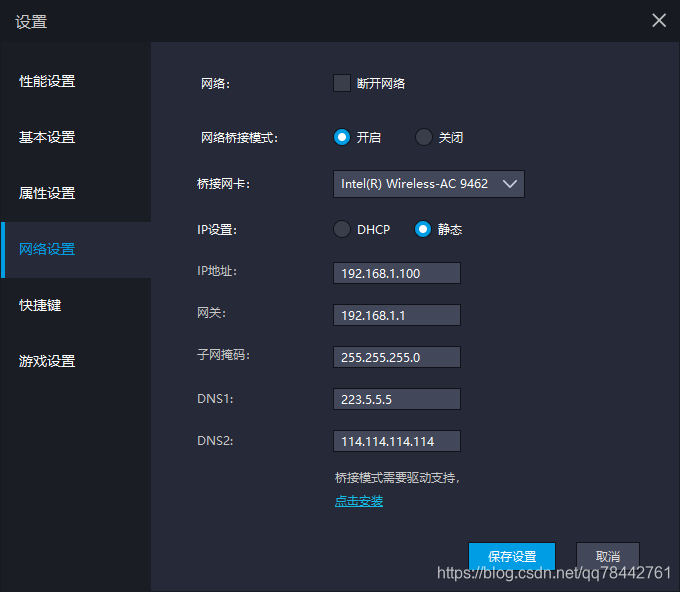 设置
性能设置
基本设置
属性设置
网络设置
快捷键
游戏设置
网络： 断开网络
网络桥接模式： 开启 关闭
桥接网卡： Intel(R) Wireless-AC 9462
IP设置： DHCP 静态
IP地址： 192.168.1.100
网关： 192.168.1.1
子网掩码： 255.255.255.0
DNS1: 223.5.5.5
DNS2: 114.114.114.114
桥接模式需要驱动支持，
点击安装
保存设置 取消
https://blog.csdn.net/qq78442761